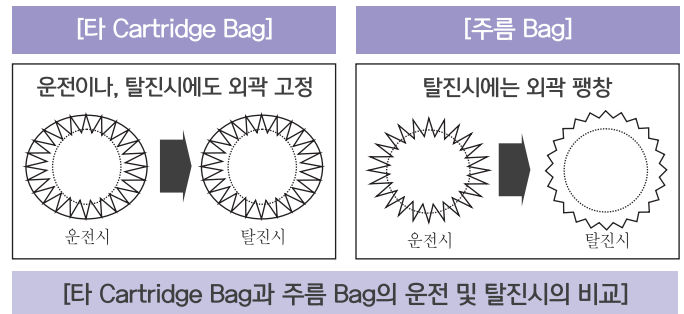 [타 Cartridge Bag]
[주름 Bag]
운전이나, 탈진시에도 외곽 고정
탈진시에는 외곽 팽창
운전시
탈진시
운전시
탈진시
[타 Cartridge Bag과 주름 Bag의 운전 및 탈진시의 비교]